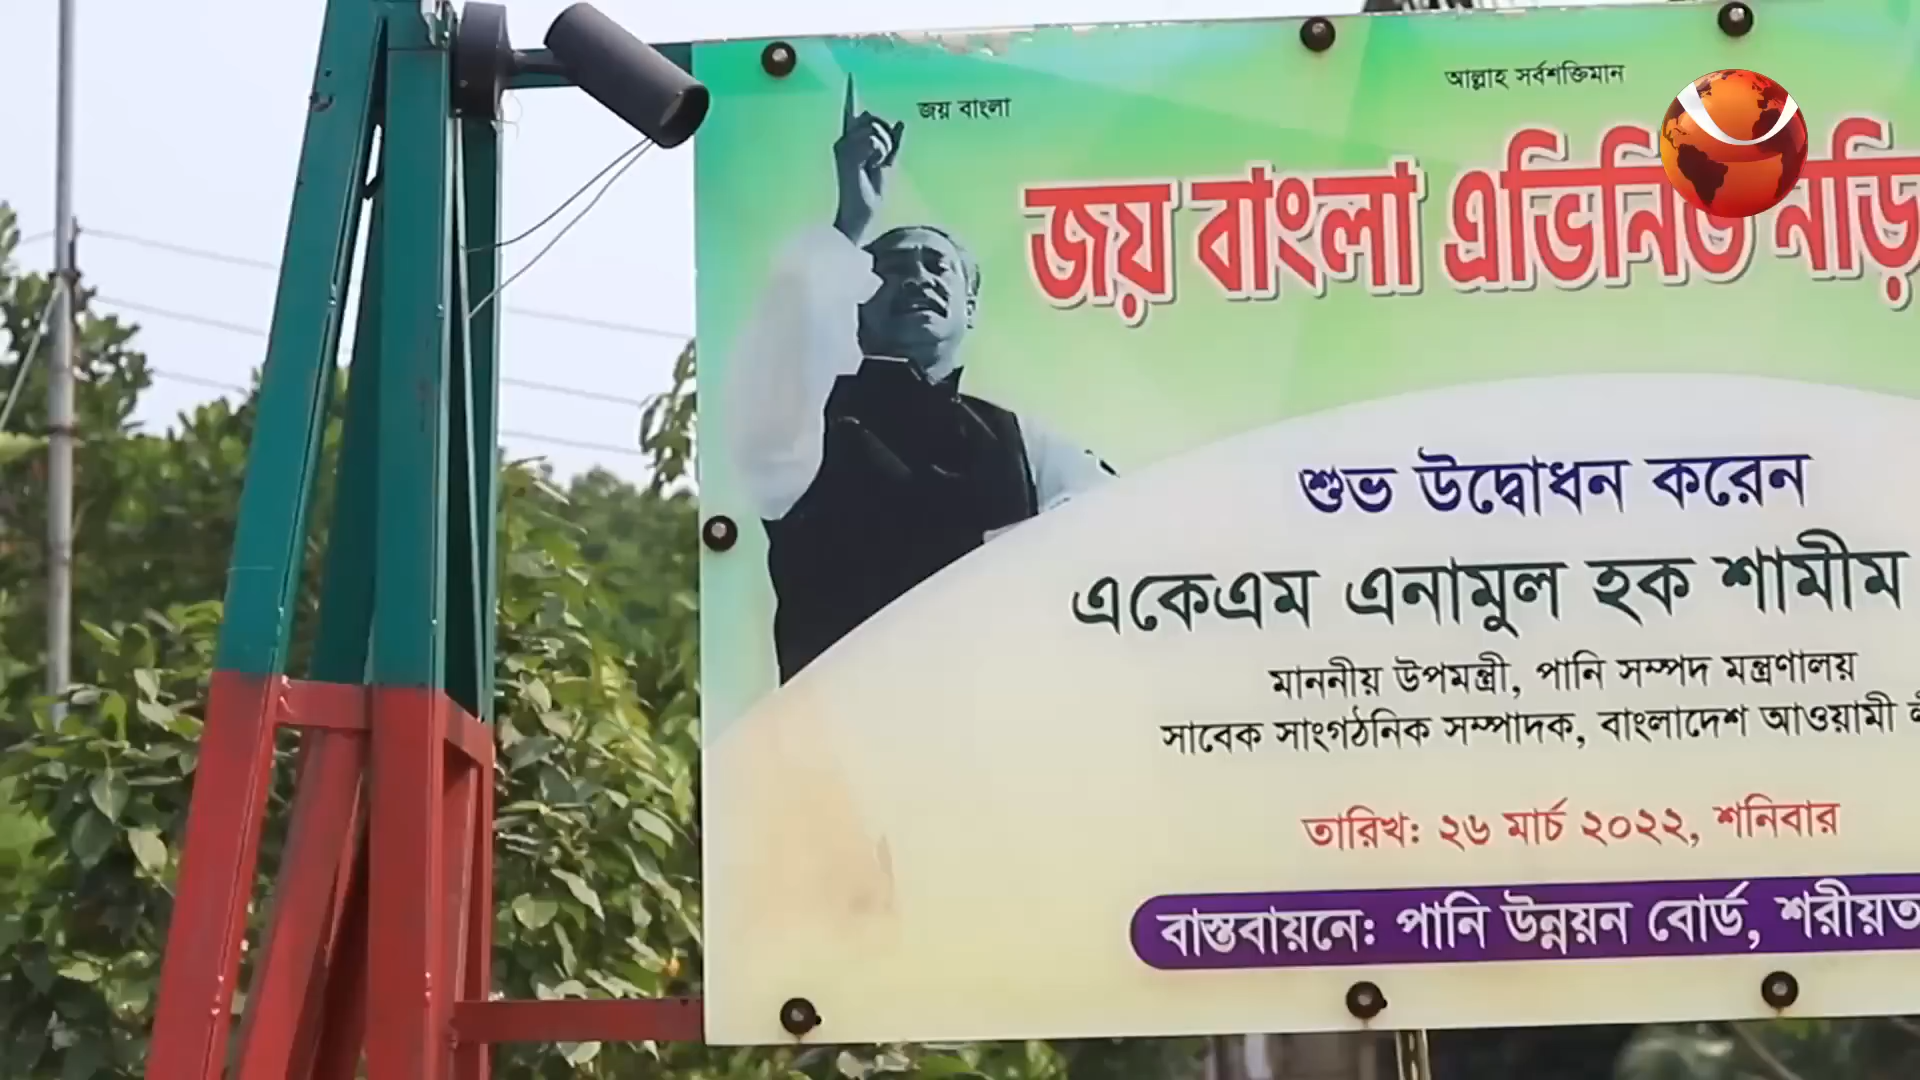 আল্লাহ সর্বশক্তিমান
জয় বাংলা
জয় বাংলা এভিনিউ নড়ি
শুভ উদ্বোধন করেন
একেএম এনামুল হক শামীম
মাননীয় উপমন্ত্রী, পানি সম্পদ মন্ত্রণালয়
সাবেক সাংগঠনিক সম্পাদক, বাংলাদেশ আওয়ামী
তারিখ: ২৬ মার্চ ২০২২, শনিবার
বাস্তবায়নে: পানি উন্নয়ন বোর্ড, শরীয়ত